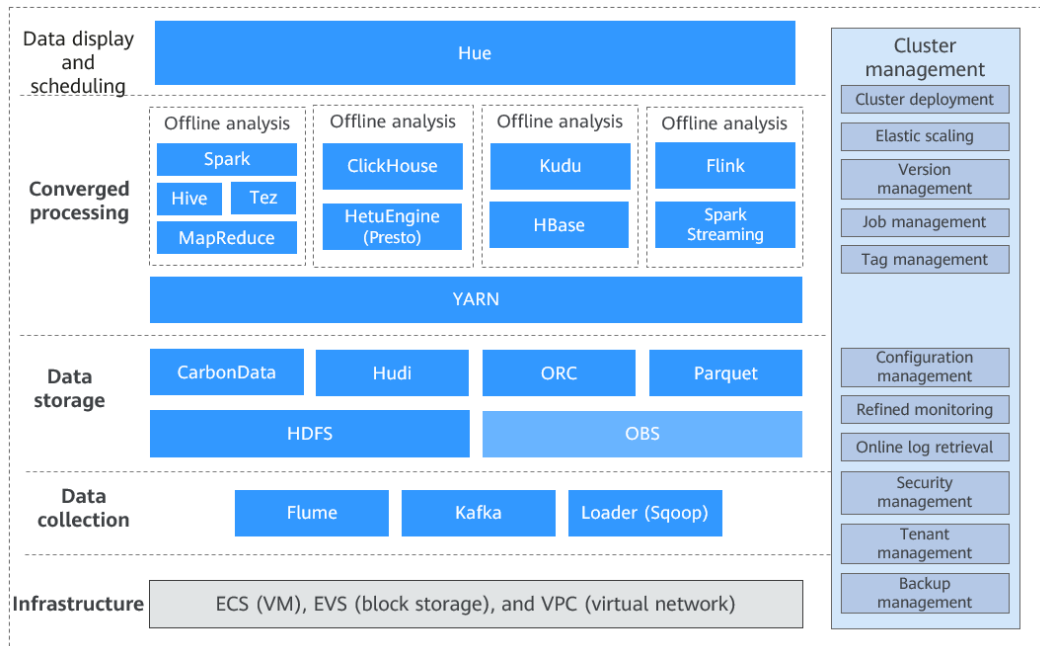 Data display
and
scheduling
Hue
Converged
processing
Offline analysis
Spark
Hive
Tez
MapReduce
Offline analysis
ClickHouse
HetuEngine
(Presto)
Offline analysis
Kudu
HBase
Offline analysis
Flink
Spark
Streaming
YARN
Data
storage
CarbonData
Hudi
ORC
Parquet
HDFS
OBS
Data
collection
Flume
Kafka
Loader (Sqoop)
Infrastructure
ECS (VM), EVS (block storage), and VPC (virtual network)
Cluster
management
Cluster deployment
Elastic scaling
Version
management
Job management
Tag management
Configuration
management
Refined monitoring
Online log retrieval
Security
management
Tenant
management
Backup
management